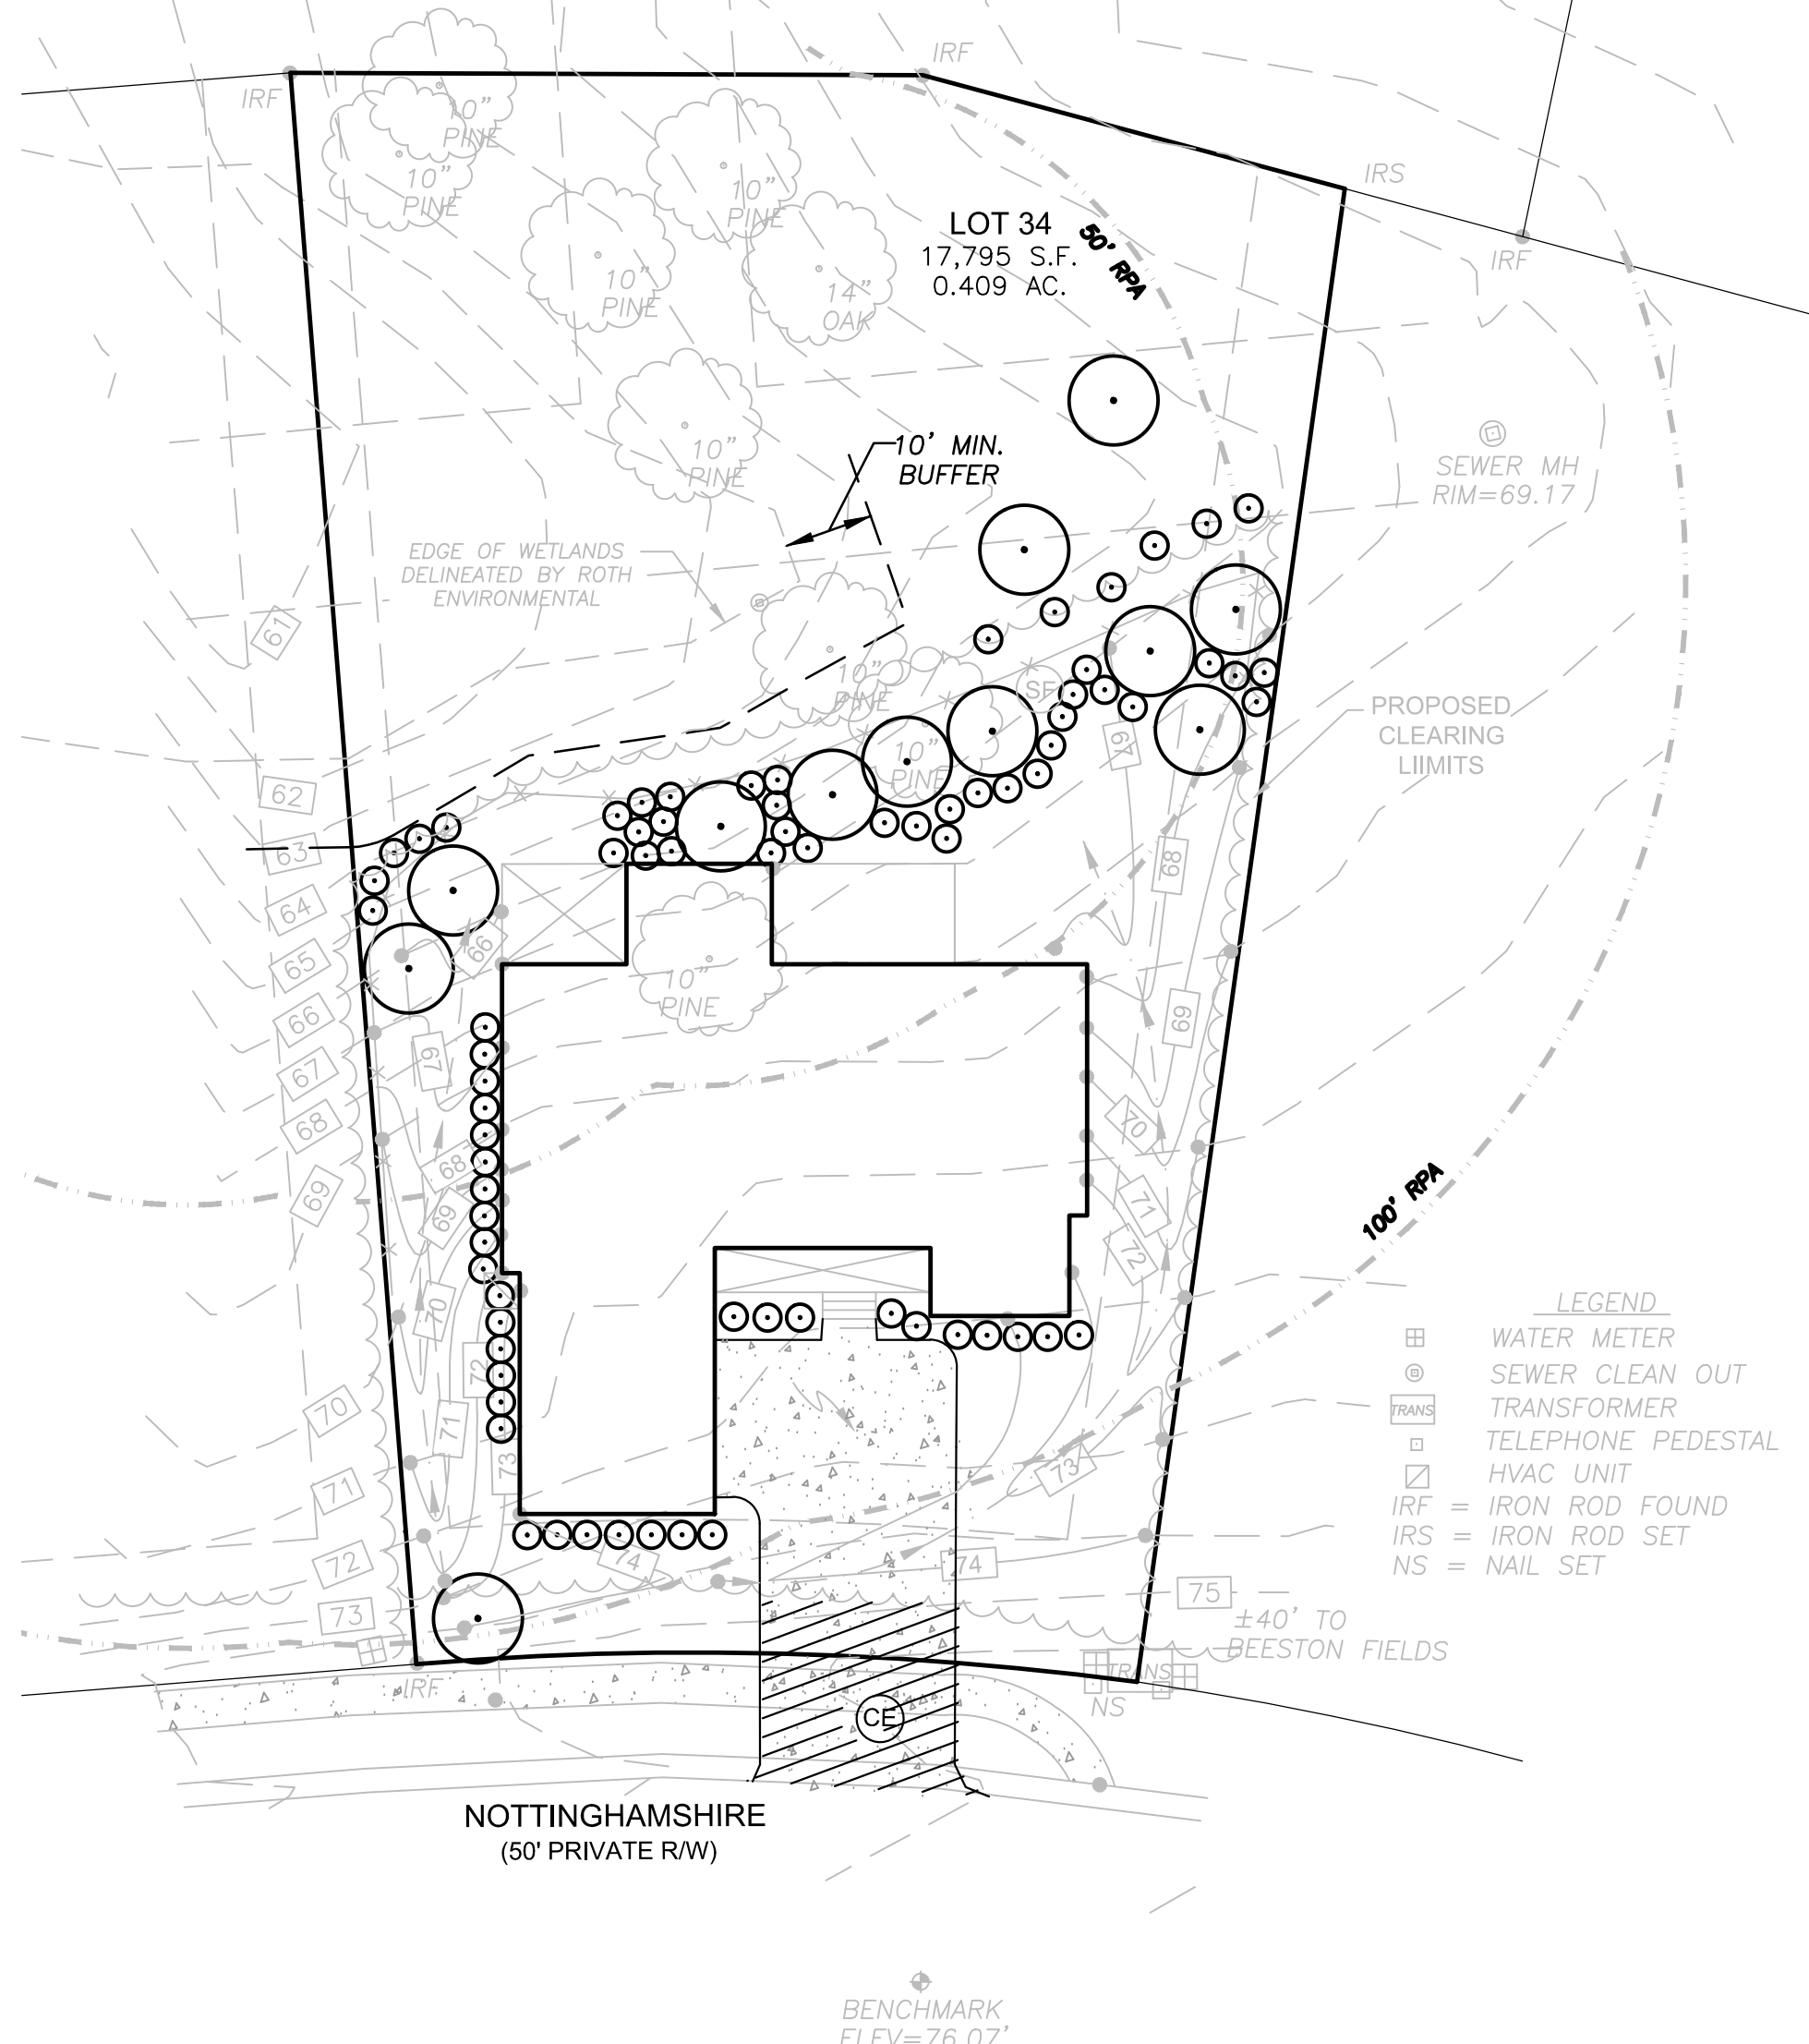 IRF
IRF
10"
PINE
10"
PINE
10"
PINE
IRS
LOT 34
17,795 S.F.
0.409 AC.
50' RPA
IRF
10"
PINE
14"
OAK
10' MIN.
BUFFER
10"
PINE
SEWER MH
RIM=69.17
EDGE OF WETLANDS
DELINEATED BY ROTH
ENVIRONMENTAL
61
10"
PINE
SF
PROPOSED
CLEARING
LIIMITS
67
10"
PINE
62
63
68
64
66
65
10"
PINE
66
69
67
67
70
68
68
69
69
71
72
100' RPA
70
72
71
70
73
73
71
74
74
72
75
73
±40' TO
BEESTON FIELDS
LEGEND
WATER METER
SEWER CLEAN OUT
TRANS
TRANSFORMER
TELEPHONE PEDESTAL
HVAC UNIT
IRF = IRON ROD FOUND
IRS = IRON ROD SET
NS = NAIL SET
IRF
TRANS
NS
CE
NOTTINGHAMSHIRE
(50' PRIVATE R/W)
BENCHMARK
ELEV=76.07'